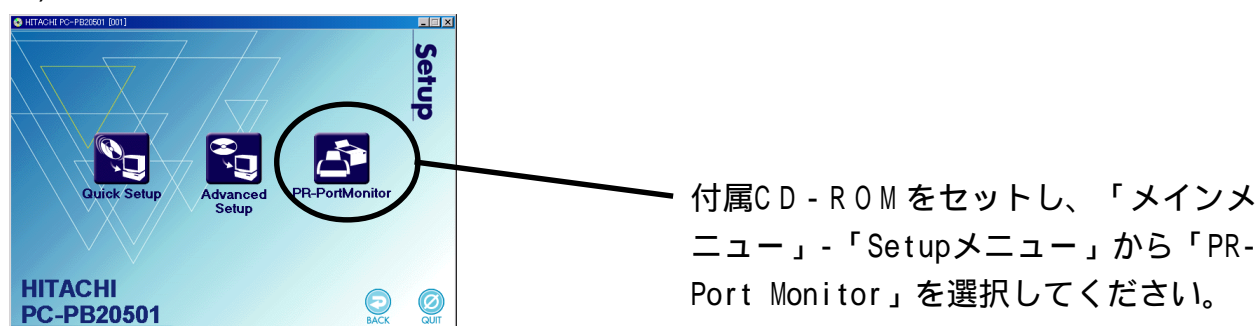 HITACHI PC-PB20501 [001]
Setup
Quick Setup
Advanced
Setup
PR-PortMonitor
HITACHI
PC-PB20501
BACK
QUIT
付属CD-ROMをセットし、「メインメ
ニュー」-「Setupメニュー」から「PR-
Port Monitor」を選択してください。